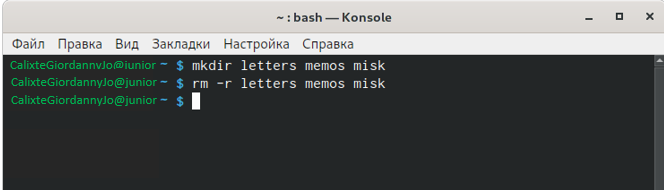 ~ : bash — Konsole
Файл Правка Вид Закладки Настройка Справка
CalixteGiordannyJo@iunior ~ $ mkdir letters memos misk
CalixteGiordannyJo@junior ~ $ rm -r letters memos misk
CalixteGiordannyJo@junior ~ $